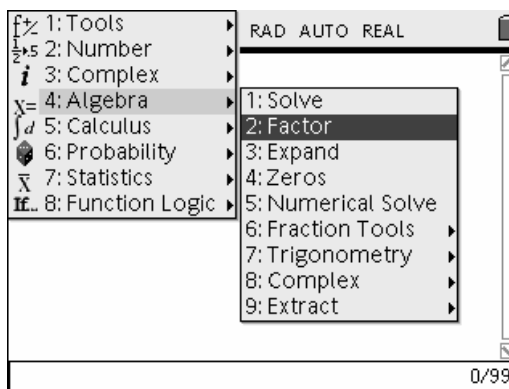 1: Tools
RAD AUTO REAL
2: Number
3: Complex
4: Algebra
5: Calculus
6: Probability
7: Statistics
8: Function Logic
1: Solve
2: Factor
3: Expand
4: Zeros
5: Numerical Solve
6: Fraction Tools
7: Trigonometry
8: Complex
9: Extract
0/99